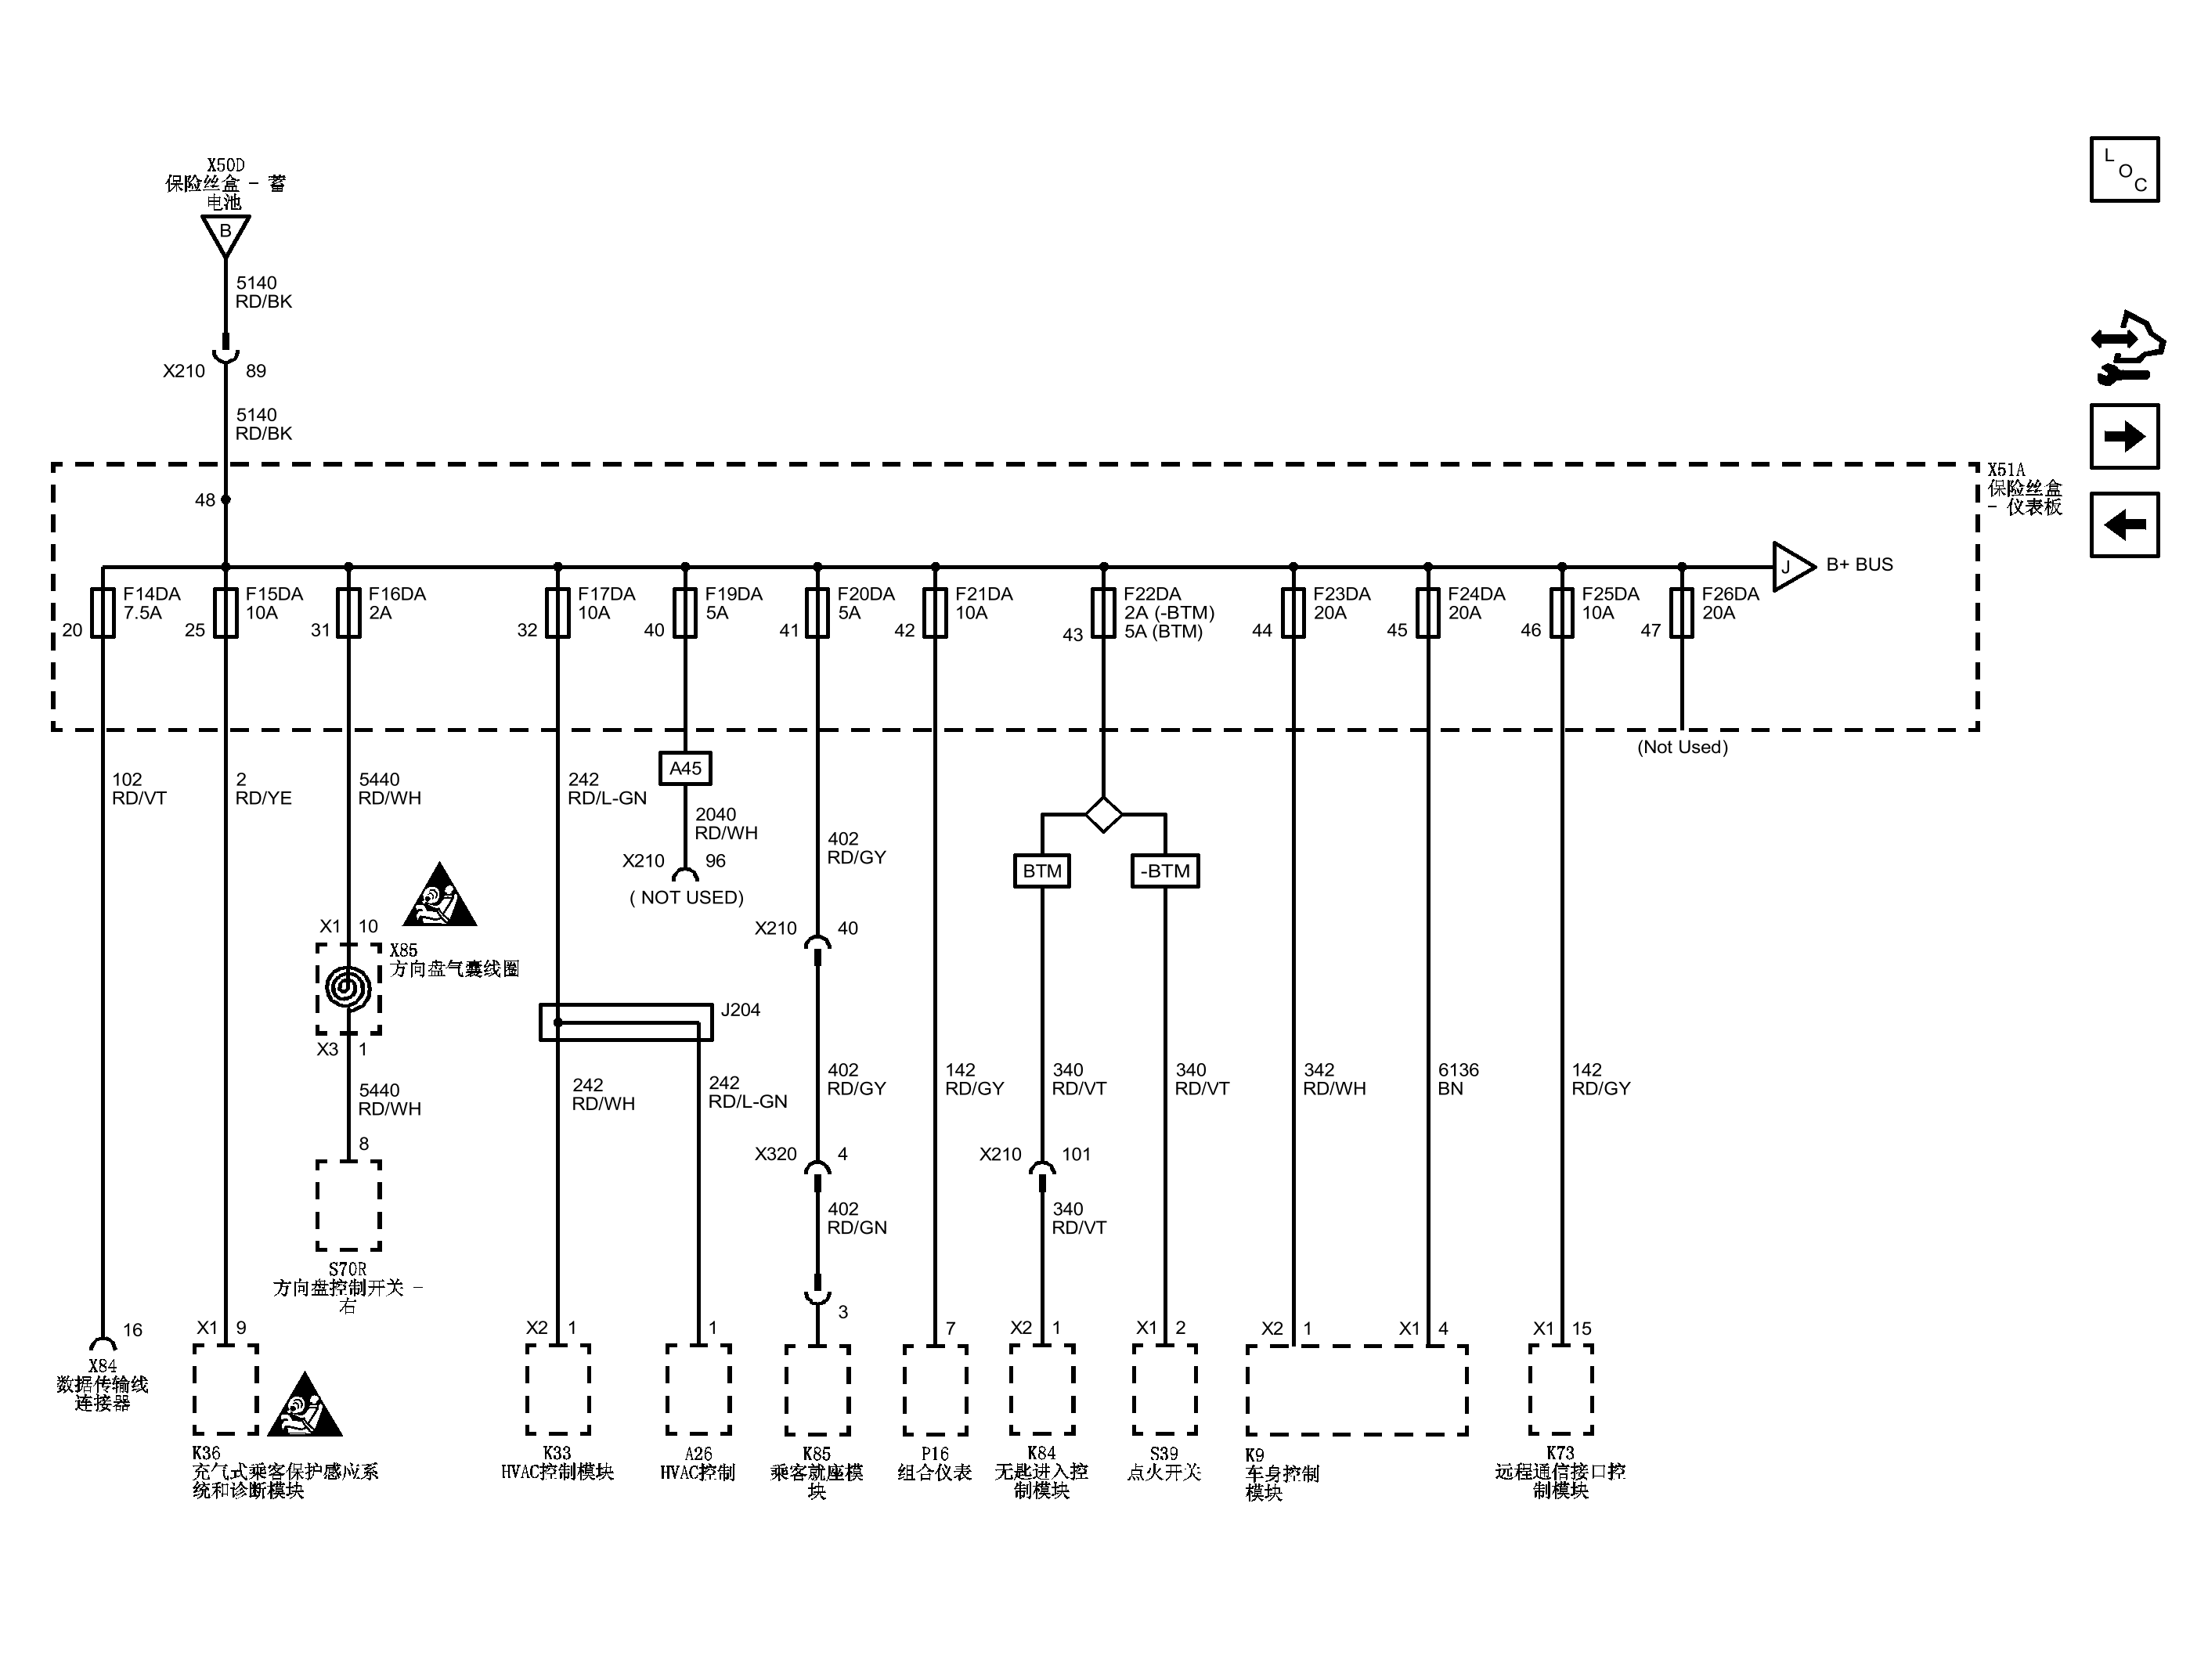 X50D
保险丝盒 - 蓄
电池
B
5140
RD/BK
X210 89
5140
RD/BK
L
O
C
X51A
保险丝盒
- 仪表板
48
J
B+ BUS
F14DA
7.5A
20
F15DA
10A
25
F16DA
2A
31
F17DA
10A
32
F19DA
5A
40
F20DA
5A
41
F21DA
10A
42
F22DA
2A (-BTM)
5A (BTM)
43
F23DA
20A
44
F24DA
20A
45
F25DA
10A
46
F26DA
20A
47
(Not Used)
102
RD/VT
2
RD/YE
5440
RD/WH
242
RD/L-GN
A45
2040
RD/WH
X210 96
( NOT USED)
402
RD/GY
BTM
-BTM
X1 10
X85
方向盘气囊线圈
X3 1
5440
RD/WH
8
S70R
方向盘控制开关 -
右
X210 40
J204
242
RD/WH
242
RD/L-GN
402
RD/GY
142
RD/GY
340
RD/VT
340
RD/VT
342
RD/WH
6136
BN
142
RD/GY
X320 4
402
RD/GN
3
X210 101
340
RD/VT
16
X84
数据传输线
连接器
X1 9
K36
充气式乘客保护感应系
统和诊断模块
X2 1
K33
HVAC控制模块
1
A26
HVAC控制
K85
乘客就座模
块
7
P16
组合仪表
X2 1
K84
无匙进入控
制模块
X1 2
S39
点火开关
X2 1
X1 4
K9
车身控制
模块
X1 15
K73
远程通信接口控
制模块